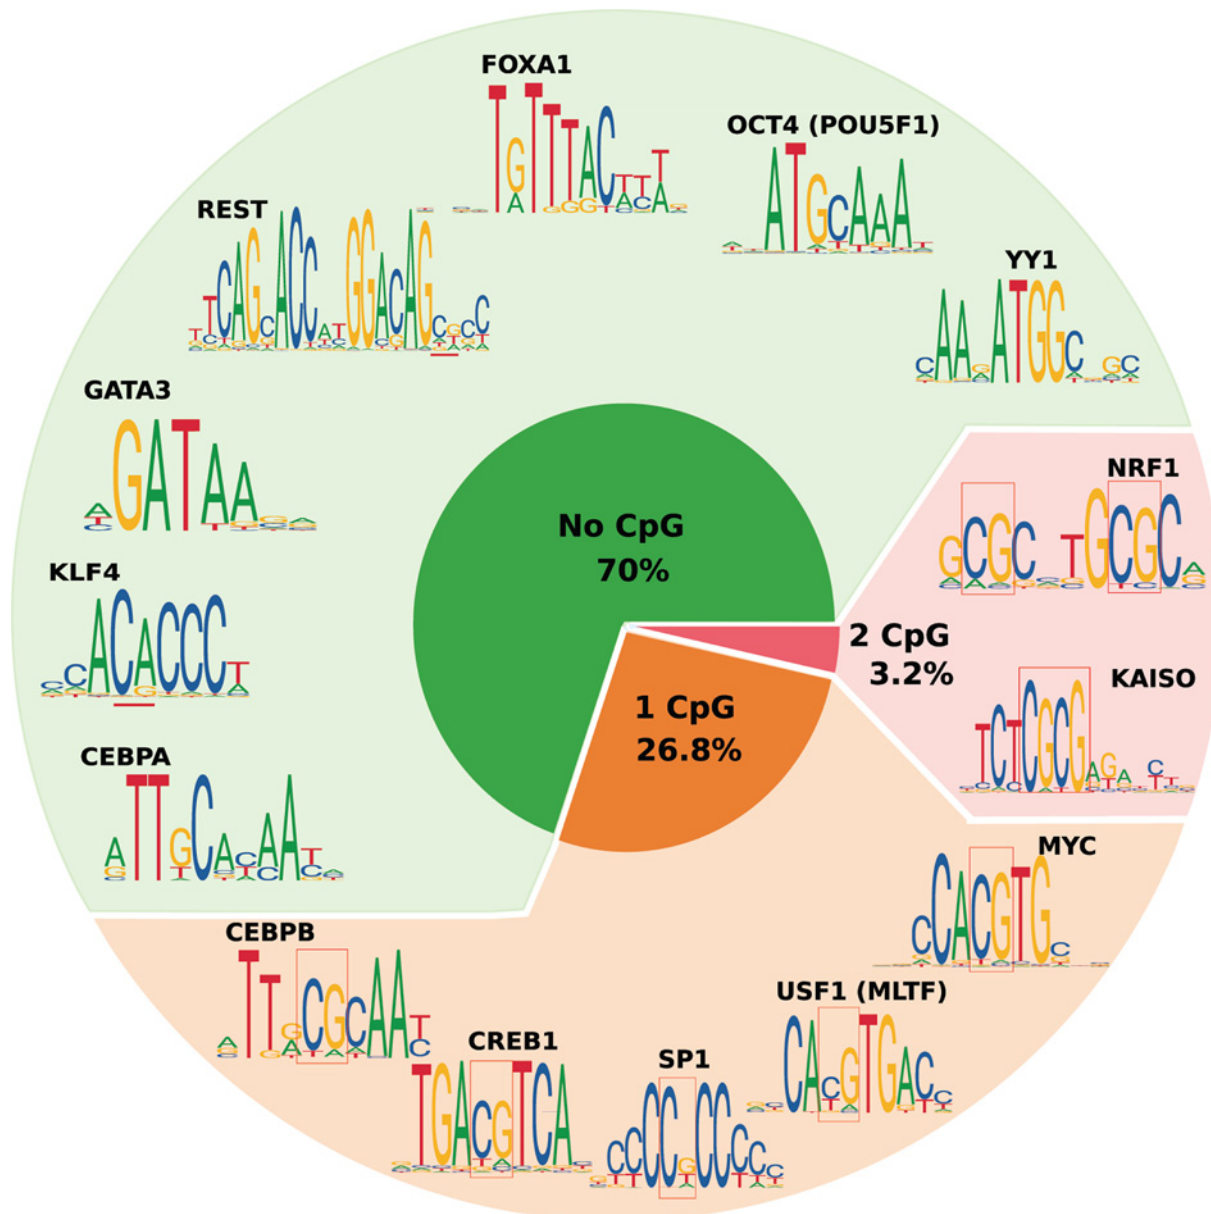 FOXA1
OCT4 (POU5F1)
REST
YY1
GATA3
NRF1
No CpG
70%
KLF4
2 CpG
3.2%
KAISO
1 CpG
26.8%
CEBPA
MYC
CEBPB
USF1 (MLTF)
CREB1
SP1